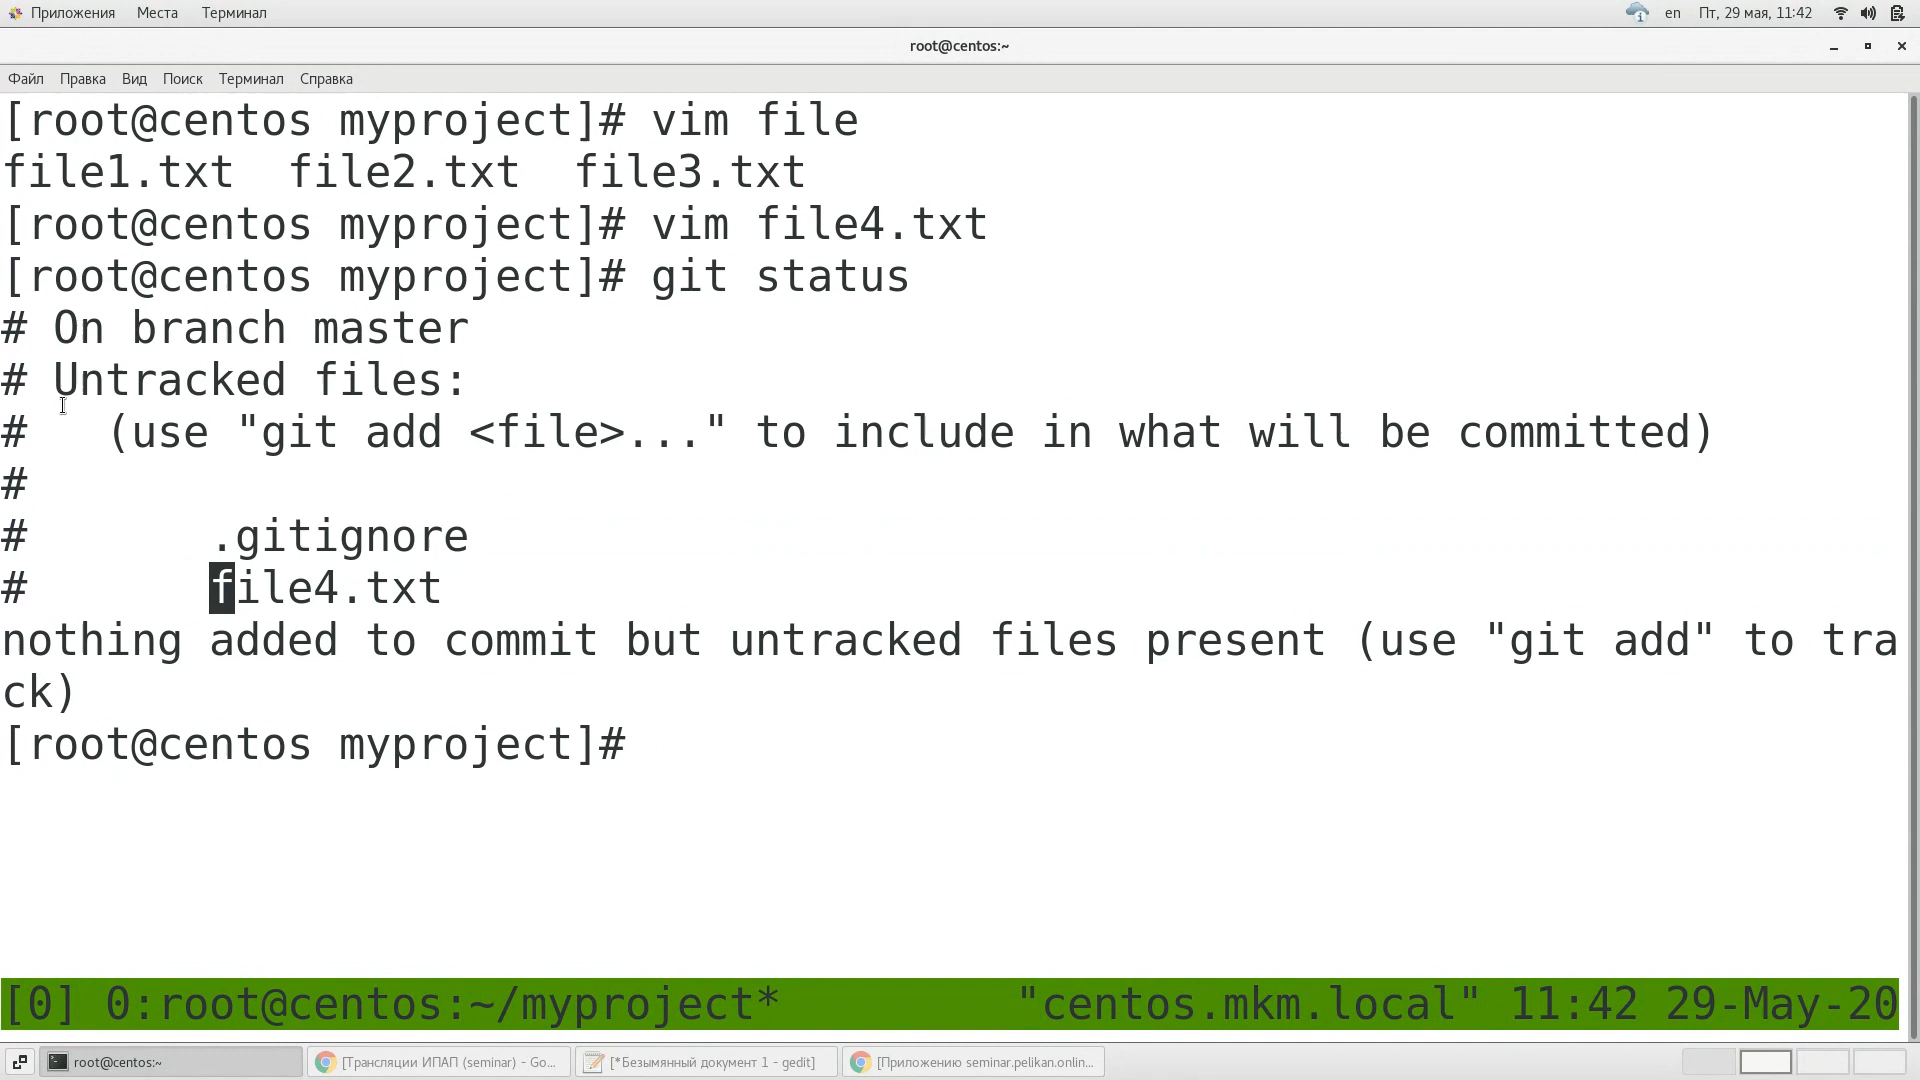 Приложения Места Терминал en Пт, 29 мая, 11:42
root@centos:~
Файл Правка Вид Поиск Терминал Справка
[root@centos myproject]# vim file
file1.txt file2.txt file3.txt
[root@centos myproject]# vim file4.txt
[root@centos myproject]# git status
# On branch master
# Untracked files:
#   (use "git add <file>..." to include in what will be committed)
#
#       .gitignore
#       file4.txt
nothing added to commit but untracked files present (use "git add" to tra
ck)
[root@centos myproject]#
[0] 0:root@centos:~/myproject* "centos.mkm.local" 11:42 29-May-20
root@centos:~ [Трансляции ИПАП (seminar) - Go... [*Безымянный документ 1 - gedit] [Приложению seminar.pelikan.onlin...